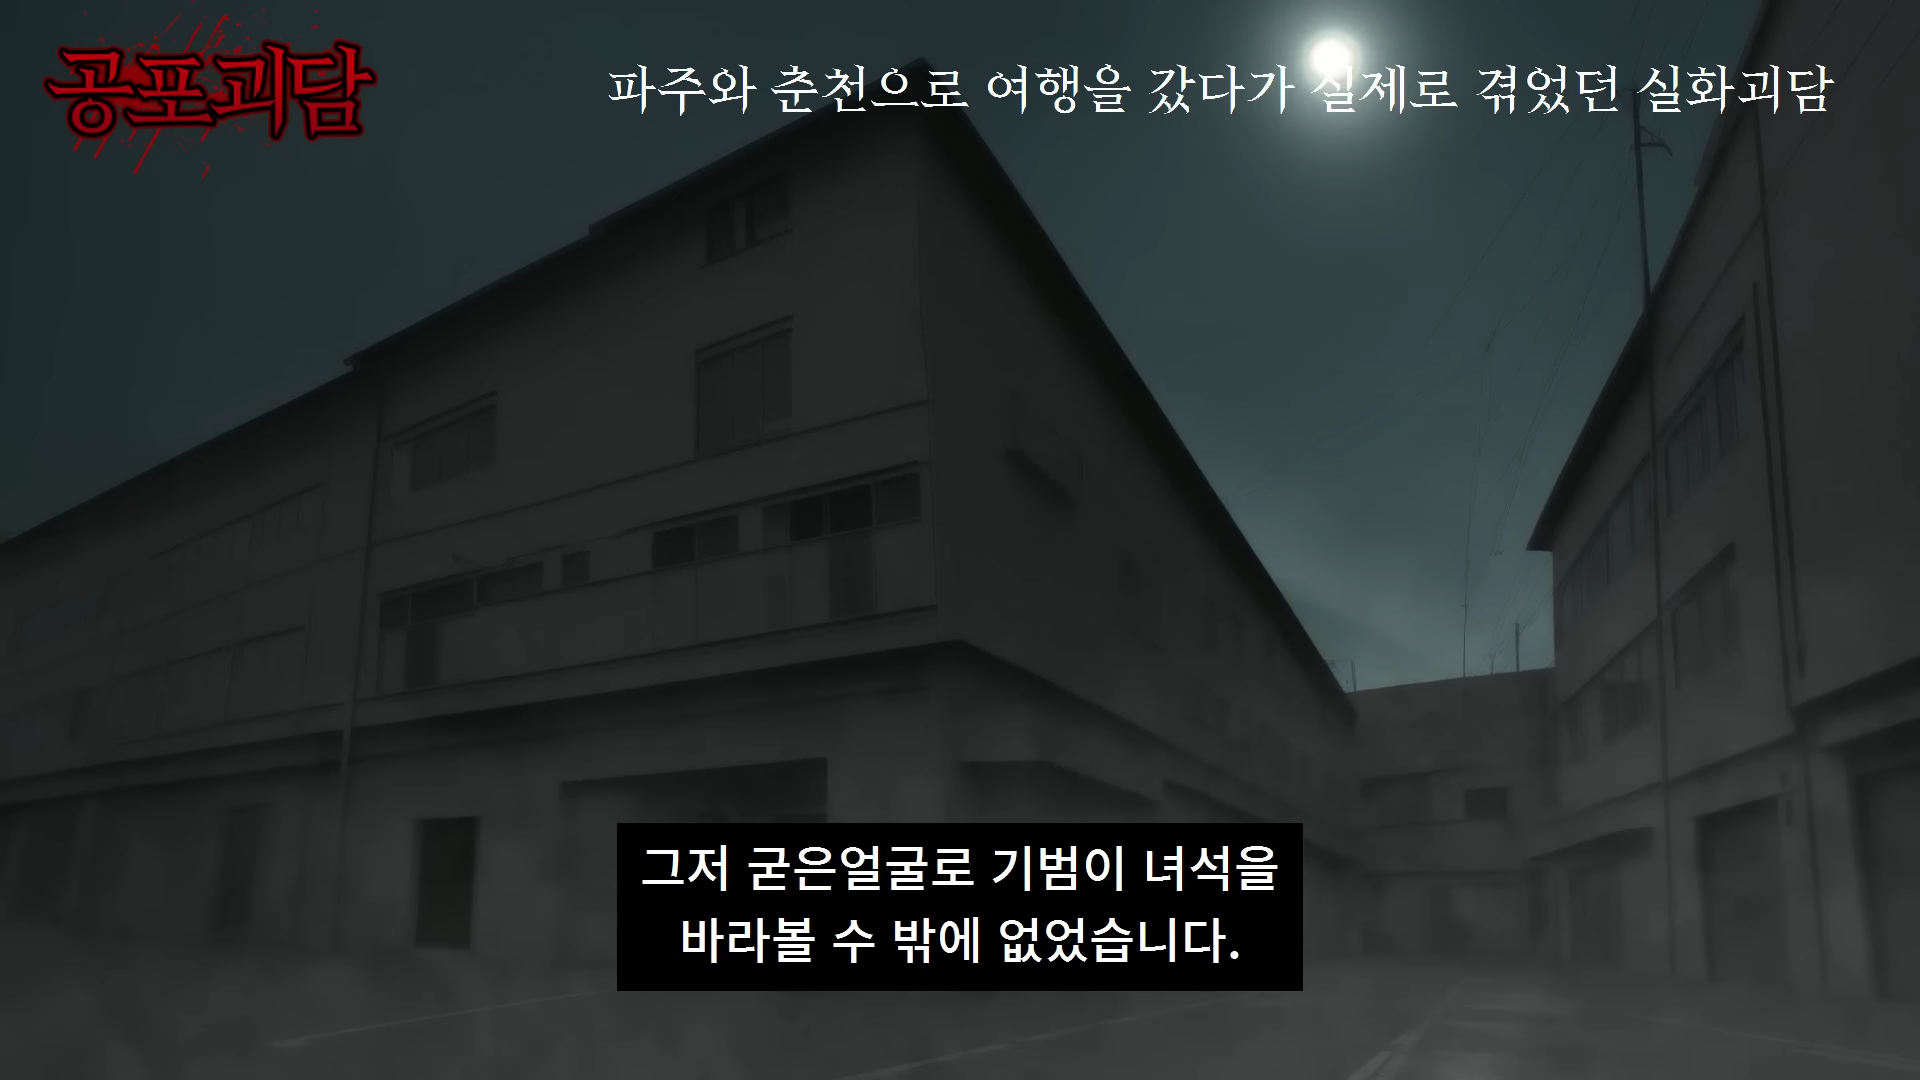 공포괴담
파주와 춘천으로 여행을 갔다가 실제로 겪었던 실화괴담
그저 굳은얼굴로 기범이 녀석을
바라볼 수 밖에 없었습니다.